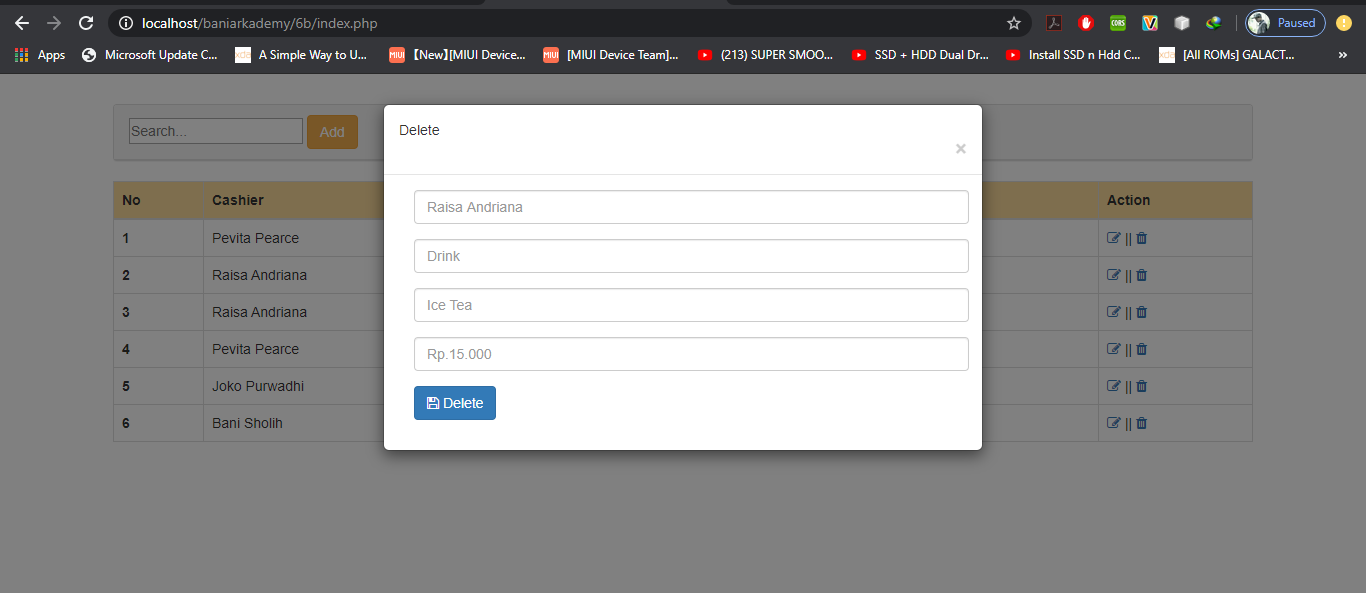 localhost/baniarkademy/6b/index.php
Paused
Apps
Microsoft Update C...
A Simple Way to U...
【New】[MIUI Device...
[MIUI Device Team]...
(213) SUPER SMOO...
SSD + HDD Dual Dr...
Install SSD n Hdd C...
[All ROMs] GALACT...
»
Search...
Add
Delete
×
Raisa Andriana
Drink
Ice Tea
Rp.15.000
Delete
No Cashier Action
1 Pevita Pearce ||
2 Raisa Andriana ||
3 Raisa Andriana ||
4 Pevita Pearce ||
5 Joko Purwadhi ||
6 Bani Sholih ||